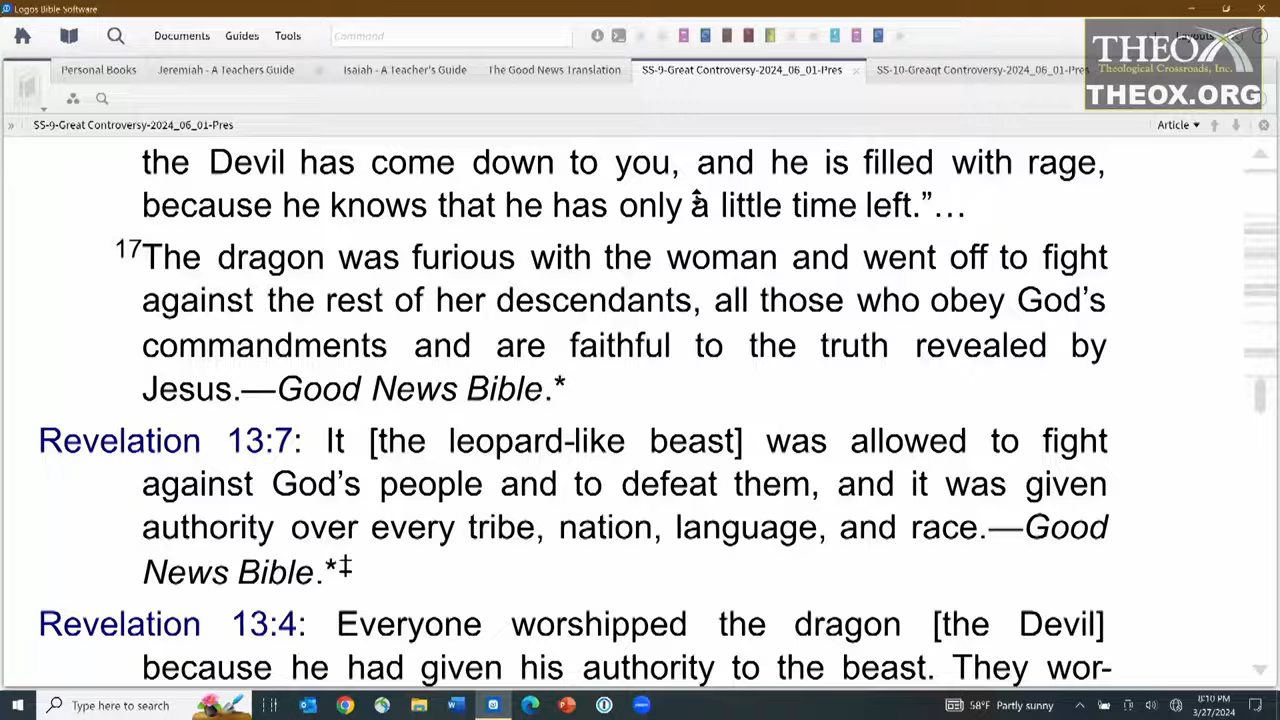 Logos Bible Software
Documents Guides Tools Command
THEOX
Theological Crossroads, Inc.
THEOX.ORG
Personal Books Jeremiah - A Teachers Guide Isaiah - A The Good News Translation SS-9-Great Controversy-2024_06_01-Pres SS-10-Greaqt Controversy-2024_06_01-Pres
SS-9-Great Controversy-2024_06_01-Pres Article
the Devil has come down to you, and he is filled with rage,
because he knows that he has only a little time left.”…
17The dragon was furious with the woman and went off to fight
against the rest of her descendants, all those who obey God’s
commandments and are faithful to the truth revealed by
Jesus.—Good News Bible.*
Revelation 13:7: It [the leopard-like beast] was allowed to fight
against God’s people and to defeat them, and it was given
authority over every tribe, nation, language, and race.—Good
News Bible.*‡
Revelation 13:4: Everyone worshipped the dragon [the Devil]
because he had given his authority to the beast. They wor-
Type here to search
58°F Partly sunny
8:10 PM
3/27/2024